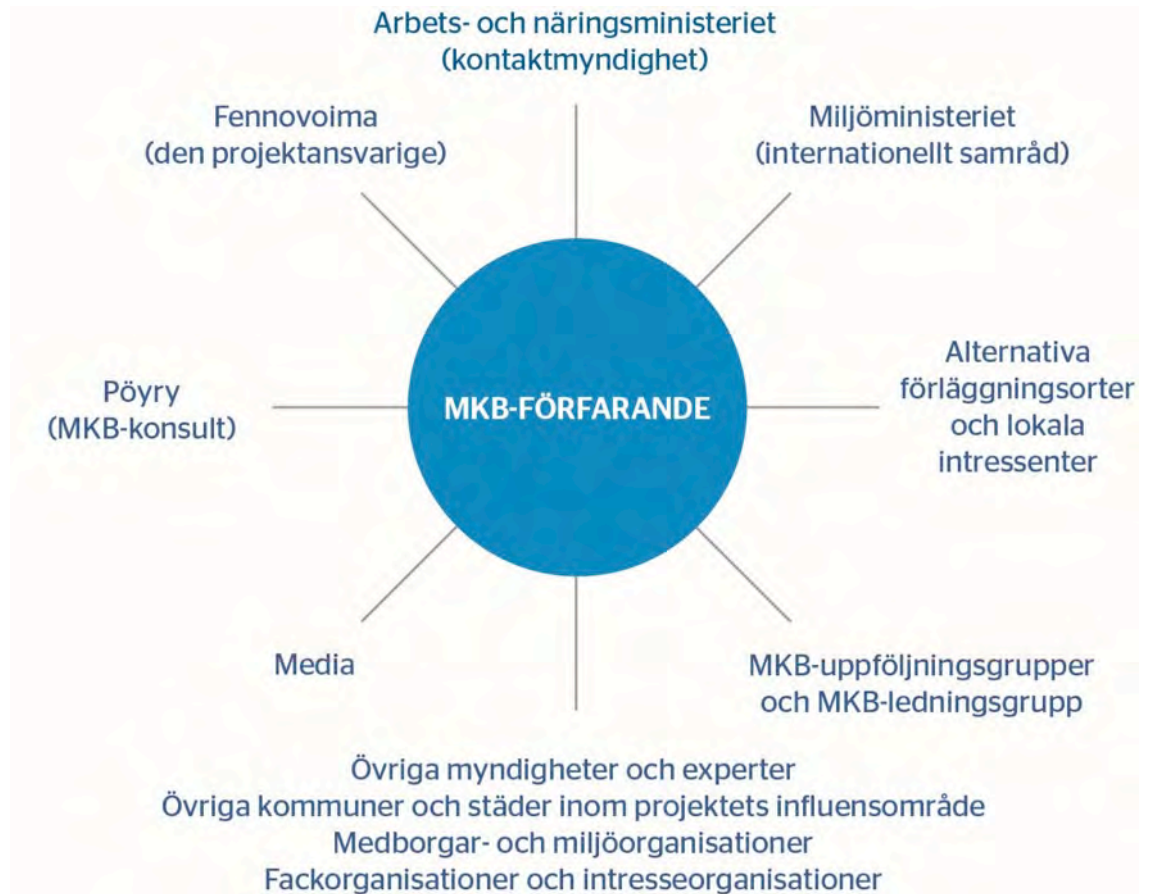 Arbets- och näringsministeriet
(kontaktmyndighet)
Fennovoima
(den projektansvarige)
Miljöministeriet
(internationellt samråd)
Pöyry
(MKB-konsult)
MKB-FÖRFARANDE
Alternativa
förläggningsorter
och lokala
intressenter
Media
MKB-uppföljningsgrupper
och MKB-ledningsgrupp
Övriga myndigheter och experter
Övriga kommuner och städer inom projektets influensområde
Medborgar- och miljöorganisationer
Fackorganisationer och intresseorganisationer